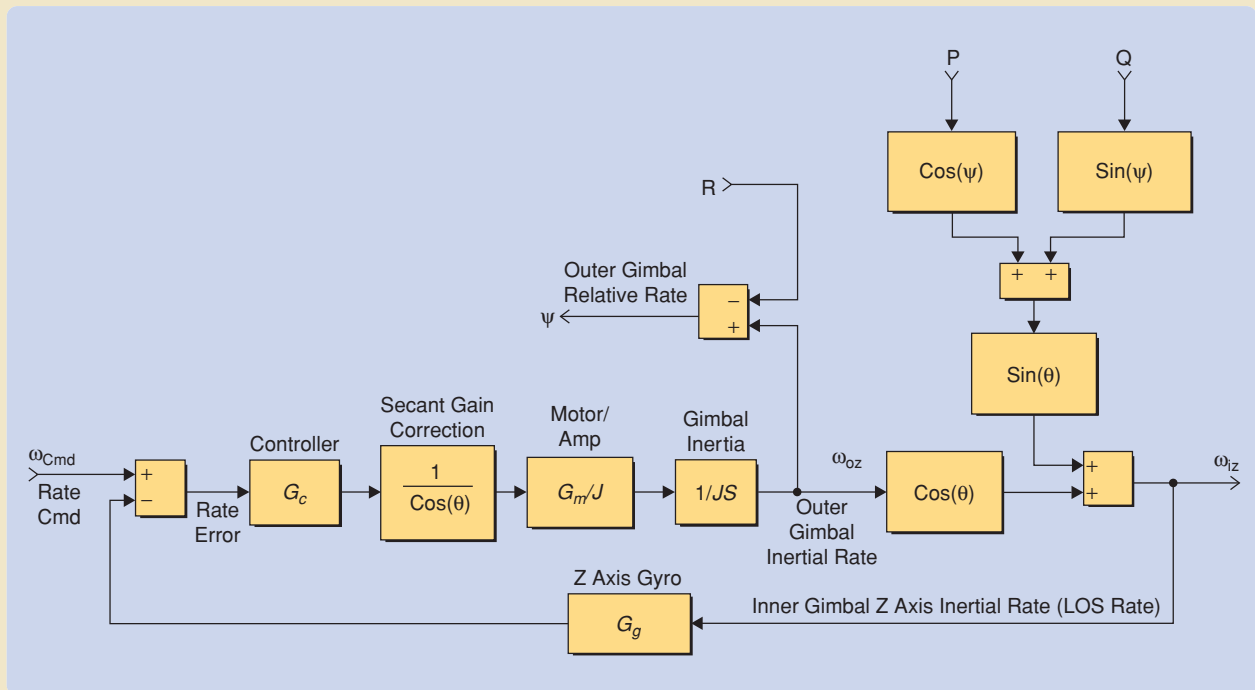 P
Q
Cos(ψ)
Sin(ψ)
R
+ +
Outer Gimbal
Relative Rate
−
+
ψ
Sin(θ)
Secant Gain
Correction
Motor/
Amp
Gimbal
Inertia
Controller
ωCmd
+
−
Rate
Cmd
Rate
Error
Gc
1
Cos(θ)
Gm/J
1/JS
ωoz
Outer
Gimbal
Inertial Rate
Cos(θ)
+
+
ωiz
Z Axis Gyro
Gg
Inner Gimbal Z Axis Inertial Rate (LOS Rate)